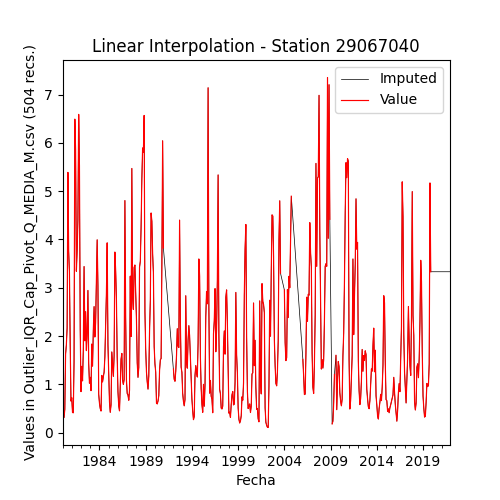 Linear Interpolation - Station 29067040
Values in Outlier_IQR_Cap_Pivot_Q_MEDIA_M.csv (504 recs.)
Imputed
Value
7
6
5
4
3
2
1
0
1984 1989 1994 1999 2004 2009 2014 2019
Fecha